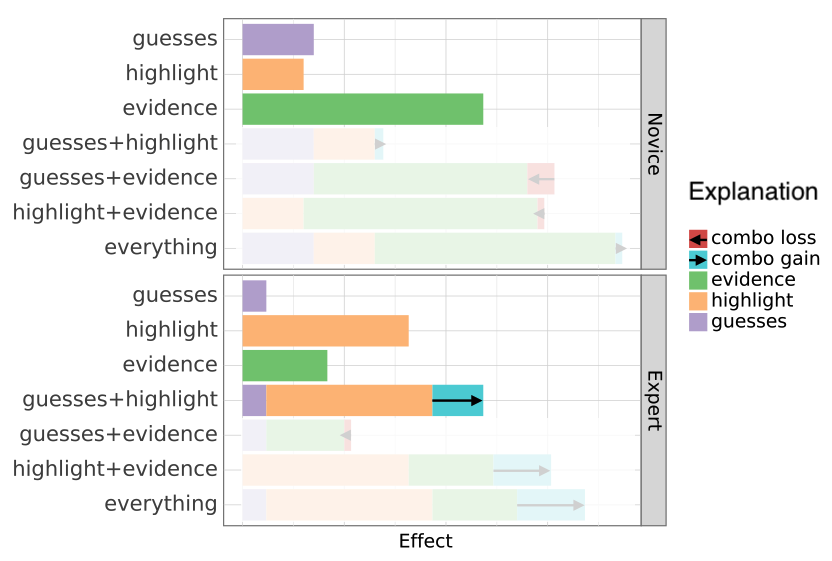 guesses
highlight
evidence
guesses+highlight
guesses+evidence
highlight+evidence
everything
Novice
guesses
highlight
evidence
guesses+highlight
guesses+evidence
highlight+evidence
everything
Expert
Effect
Explanation
combo loss
combo gain
evidence
highlight
guesses